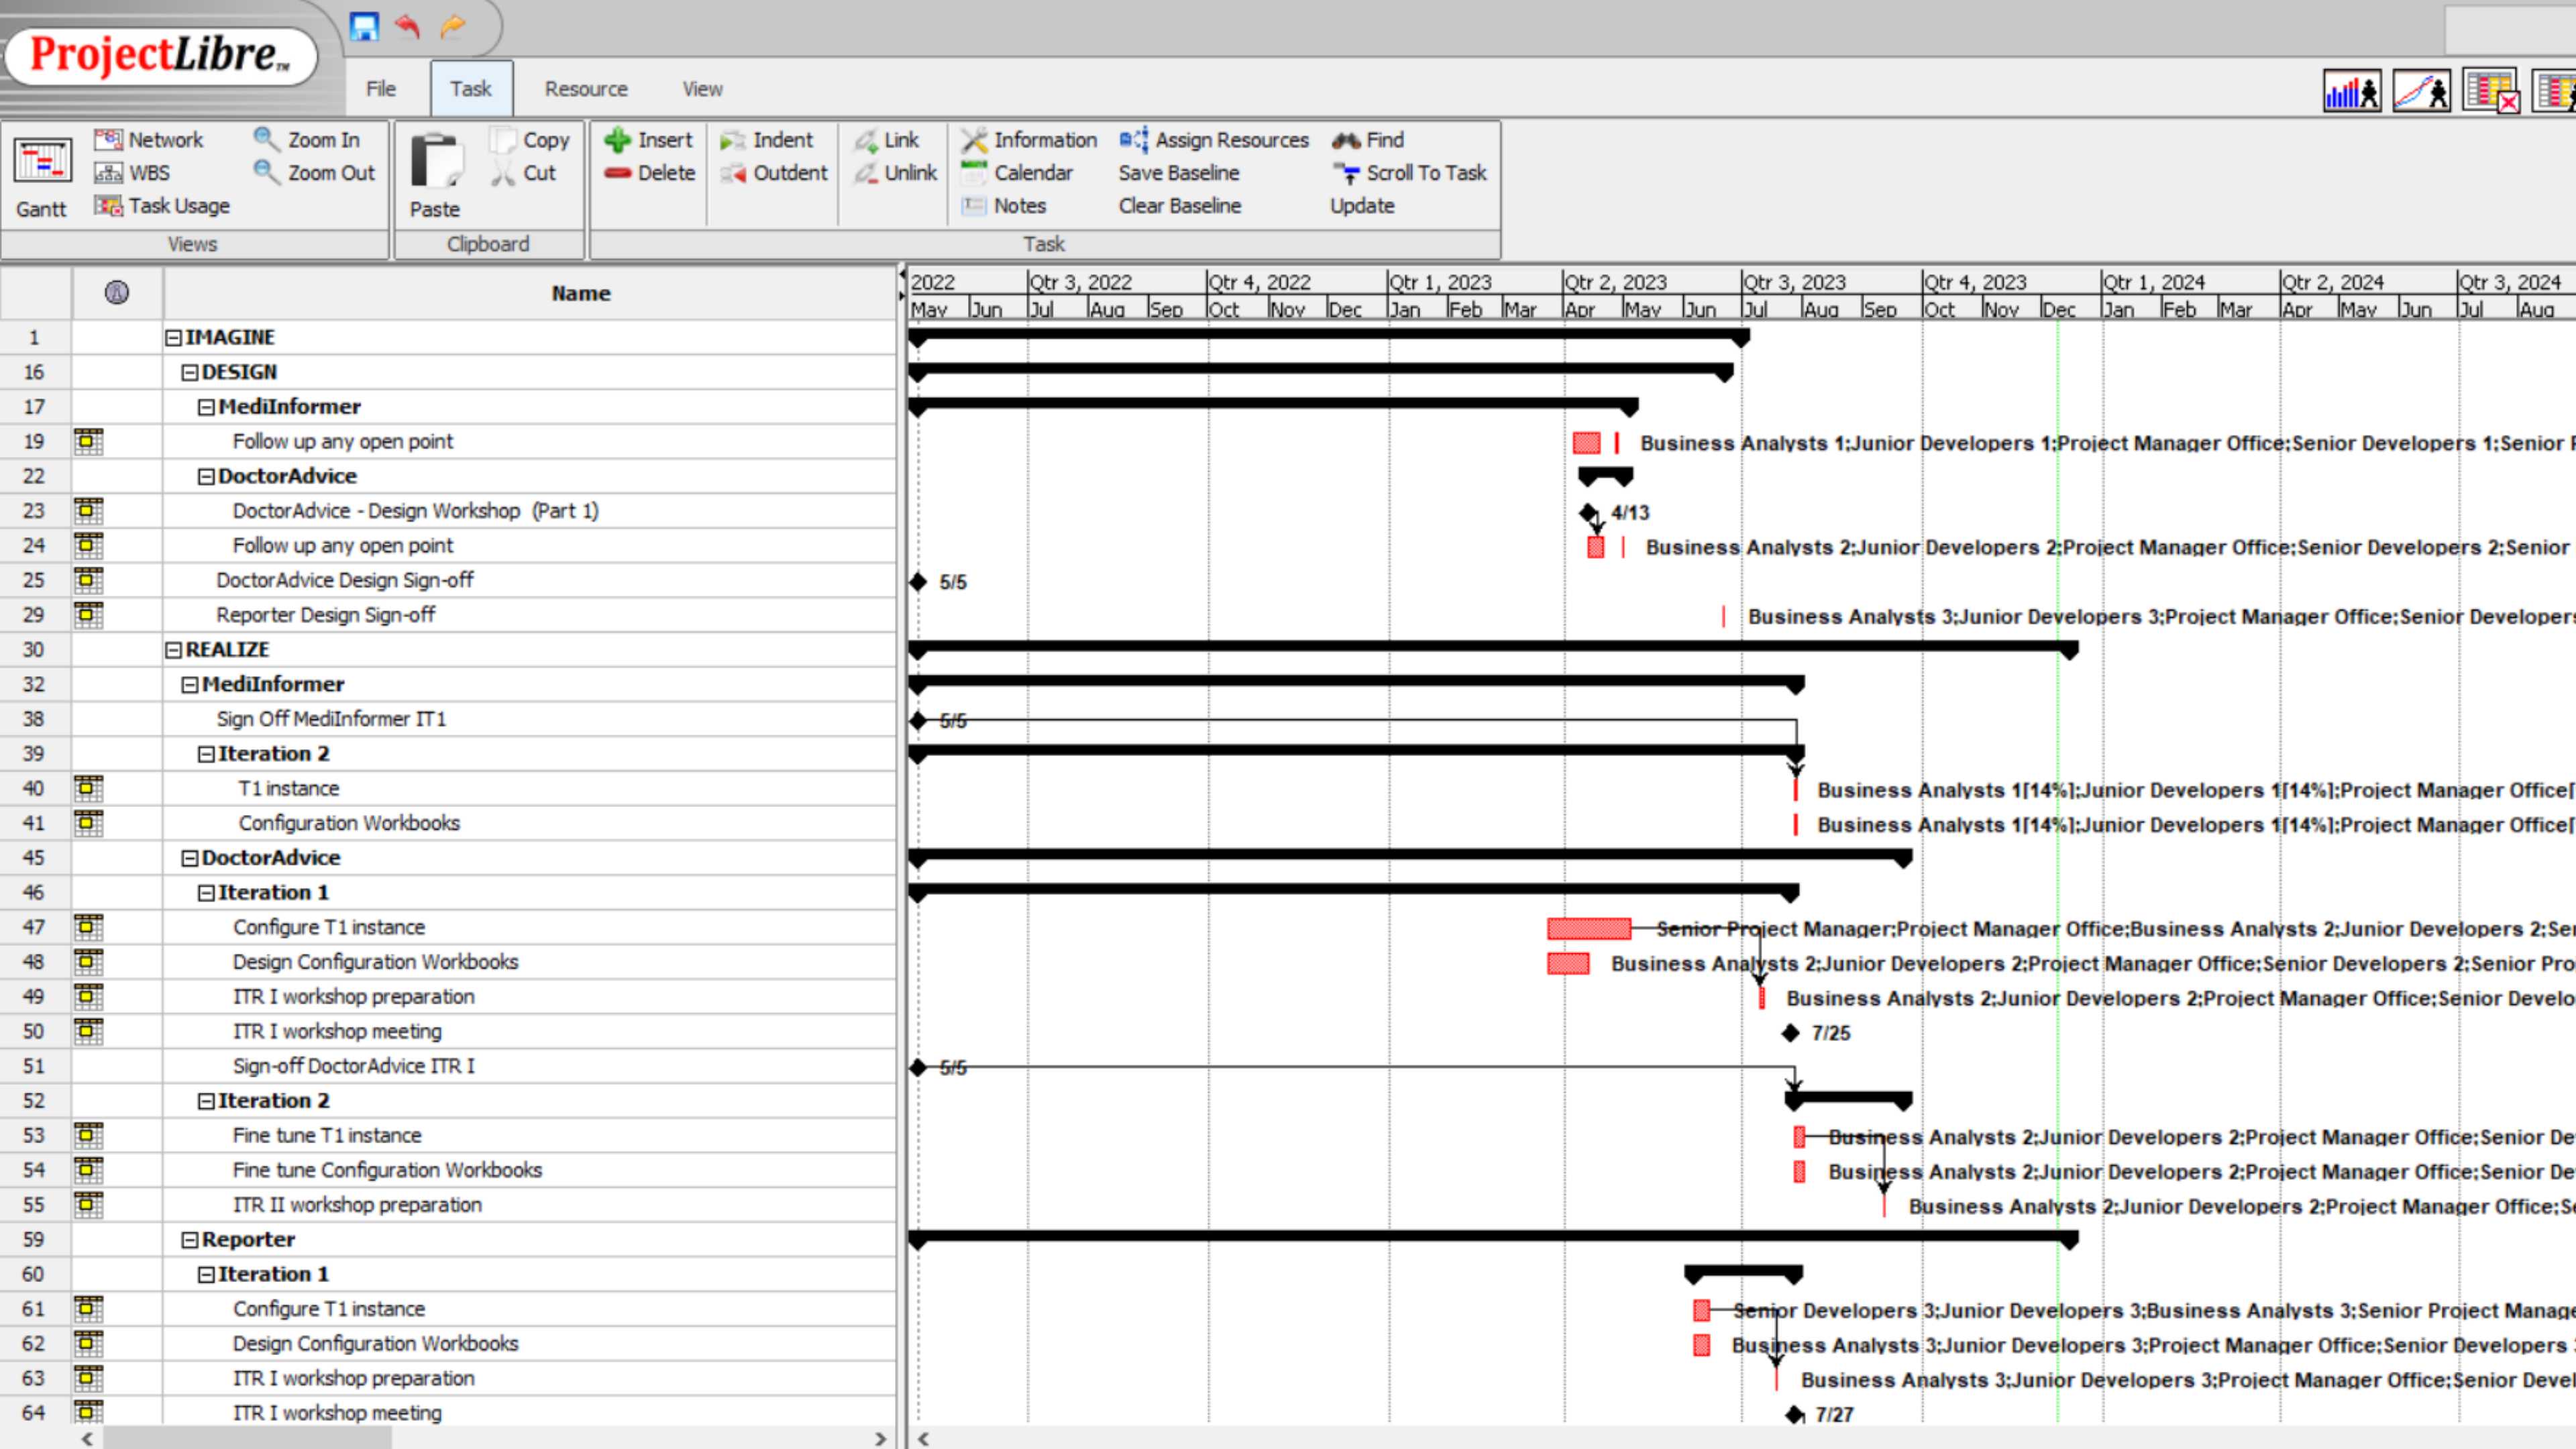 ProjectLibre™
File Task Resource View
Gantt
Network
WBS
Task Usage
Zoom In
Zoom Out
Views
Paste
Copy
Cut
Clipboard
Insert
Delete
Indent
Outdent
Link
Unlink
Information
Calendar
Notes
Assign Resources
Save Baseline
Clear Baseline
Find
Scroll To Task
Update
Task
Name
2022 Qtr 3, 2022 Qtr 4, 2022 Qtr 1, 2023 Qtr 2, 2023 Qtr 3, 2023 Qtr 4, 2023 Qtr 1, 2024 Qtr 2, 2024 Qtr 3, 2024
May Jun Jul Aug Sep Oct Nov Dec Jan Feb Mar Apr May Jun Jul Aug Sep Oct Nov Dec Jan Feb Mar Apr May Jun Jul Aug
1 IMAGINE
16 DESIGN
17 MediInformer
19 Follow up any open point Business Analysts 1;Junior Developers 1;Project Manager Office;Senior Developers 1;Senior
22 DoctorAdvice
23 DoctorAdvice - Design Workshop (Part 1) 4/13
24 Follow up any open point Business Analysts 2;Junior Developers 2;Project Manager Office;Senior Developers 2;Senior
25 DoctorAdvice Design Sign-off 5/5
29 Reporter Design Sign-off Business Analysts 3;Junior Developers 3;Project Manager Office;Senior Developers
30 REALIZE
32 MediInformer
38 Sign Off MediInformer IT1 5/5
39 Iteration 2
40 T1 instance Business Analysts 1[14%];Junior Developers 1[14%];Project Manager Office[
41 Configuration Workbooks Business Analysts 1[14%];Junior Developers 1[14%];Project Manager Office[
45 DoctorAdvice
46 Iteration 1
47 Configure T1 instance Senior Project Manager;Project Manager Office;Business Analysts 2;Junior Developers 2;Sen
48 Design Configuration Workbooks Business Analysts 2;Junior Developers 2;Project Manager Office;Senior Developers 2;Senior Pro
49 ITR I workshop preparation Business Analysts 2;Junior Developers 2;Project Manager Office;Senior Develo
50 ITR I workshop meeting 7/25
51 Sign-off DoctorAdvice ITR I 5/5
52 Iteration 2
53 Fine tune T1 instance Business Analysts 2;Junior Developers 2;Project Manager Office;Senior De
54 Fine tune Configuration Workbooks Business Analysts 2;Junior Developers 2;Project Manager Office;Senior De
55 ITR II workshop preparation Business Analysts 2;Junior Developers 2;Project Manager Office;Se
59 Reporter
60 Iteration 1
61 Configure T1 instance Senior Developers 3;Junior Developers 3;Business Analysts 3;Senior Project Manage
62 Design Configuration Workbooks Business Analysts 3;Junior Developers 3;Project Manager Office;Senior Developers
63 ITR I workshop preparation Business Analysts 3;Junior Developers 3;Project Manager Office;Senior Devel
64 ITR I workshop meeting 7/27